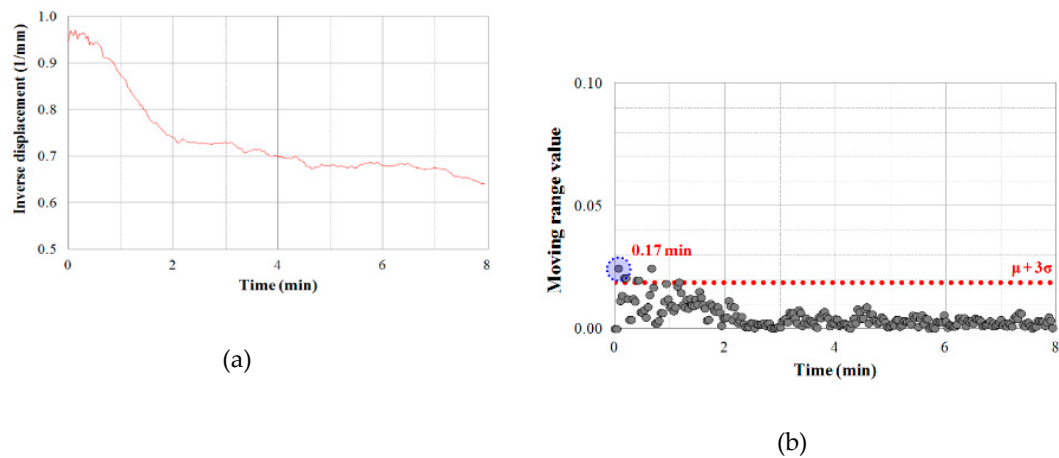 1.0
0.9
0.8
0.7
0.6
0.5
Inverse displacement (1/mm)
0 2 4 6 8
Time (min)
(a)
0.10
0.05
0.00
Moving range value
0.17 min
μ + 3σ
0 2 4 6 8
Time (min)
(b)